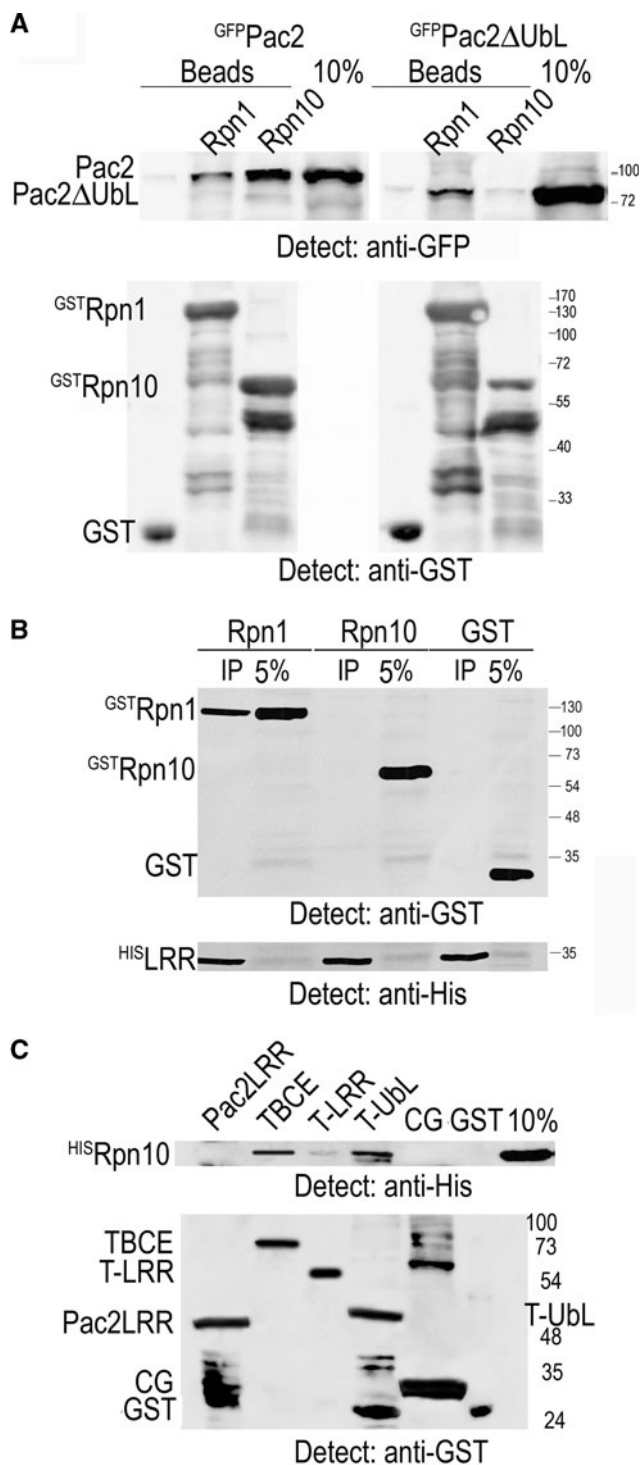 A
GFPPac2 GFPPac2ΔUbL
Beads 10% Beads 10%
Rpn1 Rpn10 Rpn1 Rpn10
Pac2 –100
Pac2ΔUbL –72
Detect: anti-GFP
GSTRpn1 –170
–130
–100
–72
GSTRpn10 –55
–40
–33
GST
Detect: anti-GST
B
Rpn1 Rpn10 GST
IP 5% IP 5% IP 5%
GSTRpn1 –130
–100
–73
GSTRpn10 –54
–48
–35
GST
Detect: anti-GST
HISLRR –35
Detect: anti-His
C
Pac2LRR TBCE T-LRR T-UbL CG GST 10%
HISRpn10
Detect: anti-His
100
TBCE 73
T-LRR 54
Pac2LRR T-UbL
48
CG 35
GST 24
Detect: anti-GST